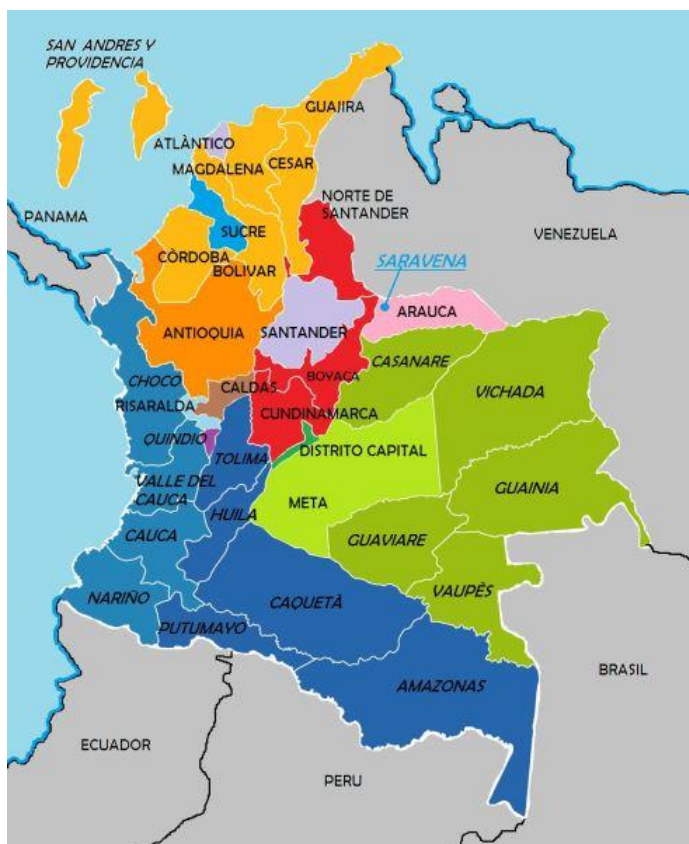 SAN ANDRES Y
PROVIDENCIA
GUAJIRA
ATLÀNTICO
MAGDALENA
CESAR
PANAMA
NORTE DE
SANTANDER
SUCRE
VENEZUELA
CÒRDOBA
BOLIVAR
SARAVENA
ARAUCA
ANTIOQUIA
SANTANDER
CASANARE
BOYACA
CHOCO
CALDAS
VICHADA
RISARALDA
CUNDINAMARCA
QUINDIO
DISTRITO CAPITAL
TOLIMA
VALLE DEL
CAUCA
GUAINIA
META
HUILA
CAUCA
GUAVIARE
VAUPÈS
NARIÑO
CAQUETÀ
PUTUMAYO
BRASIL
AMAZONAS
ECUADOR
PERU